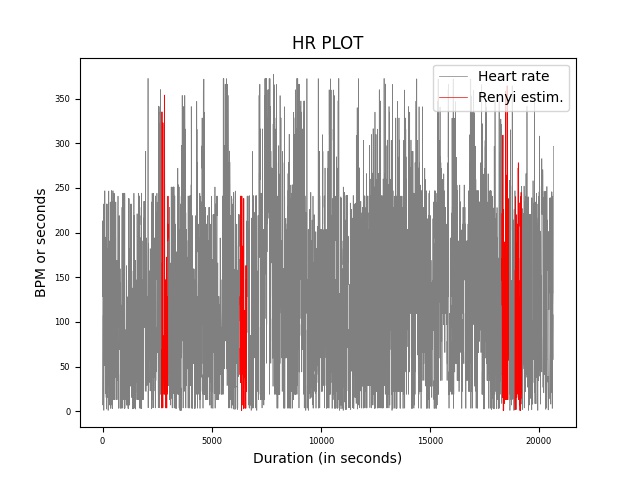 HR PLOT
Heart rate
Renyi estim.
BPM or seconds
350
300
250
200
150
100
50
0
0 5000 10000 15000 20000
Duration (in seconds)